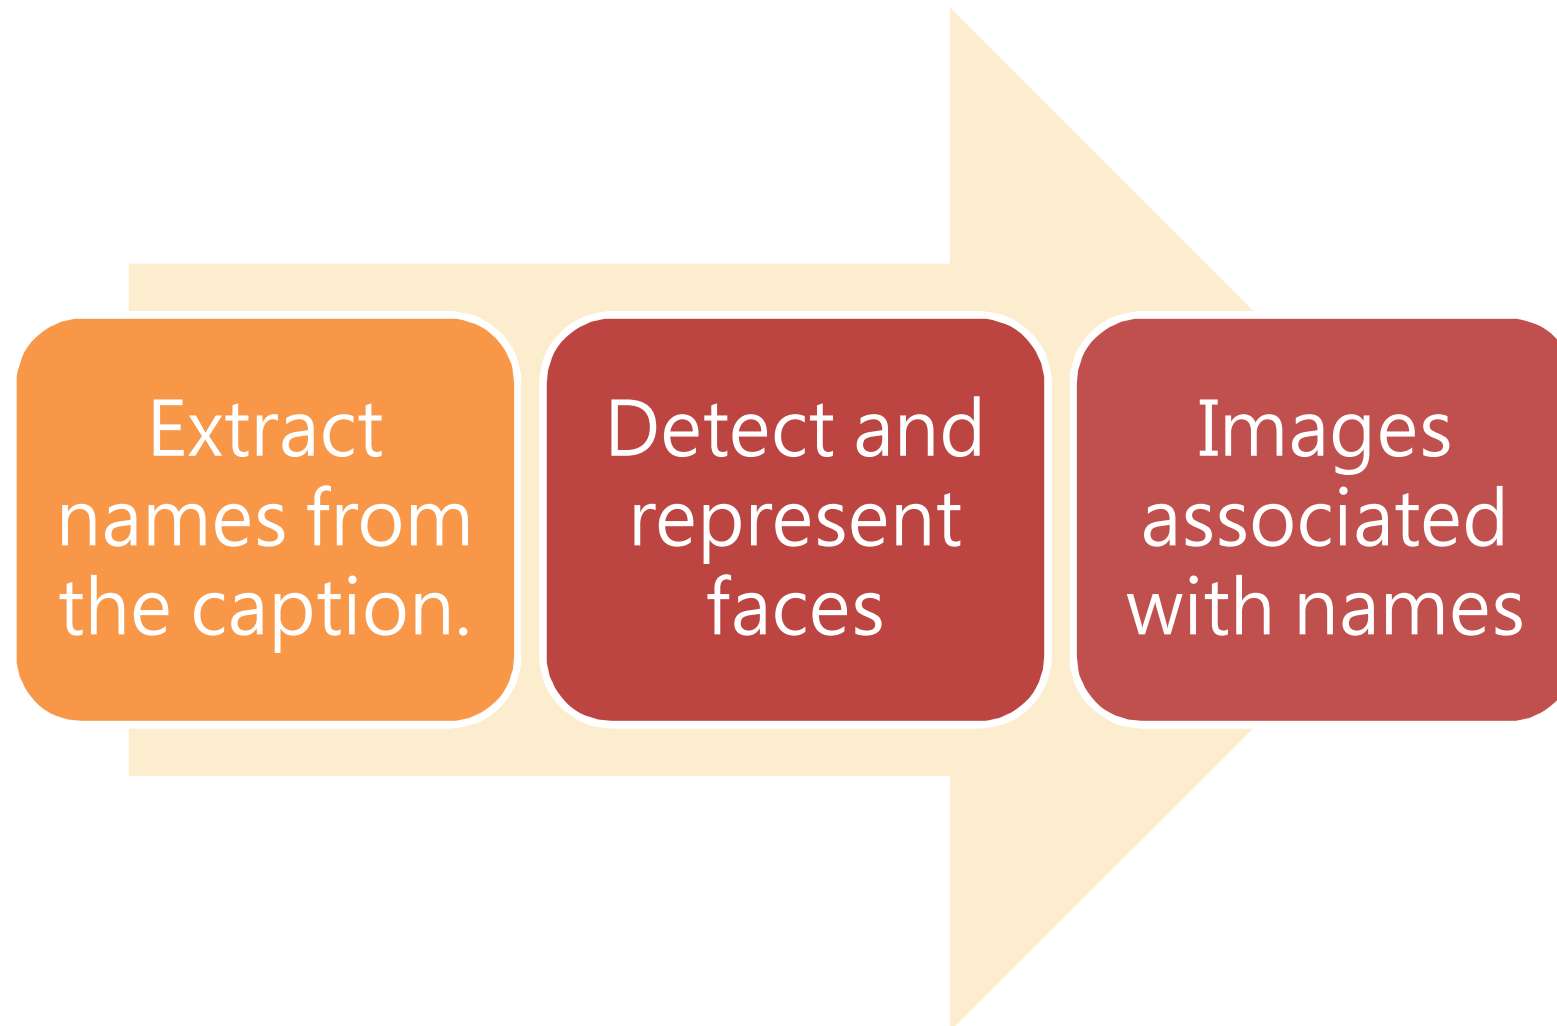 Extract
names from
the caption.
Detect and
represent
faces
Images
associated
with names